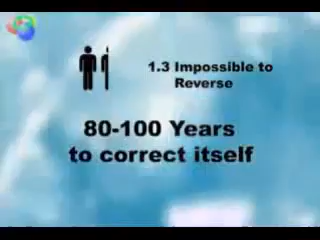 1.3 Impossible to
Reverse
80-100 Years
to correct itself